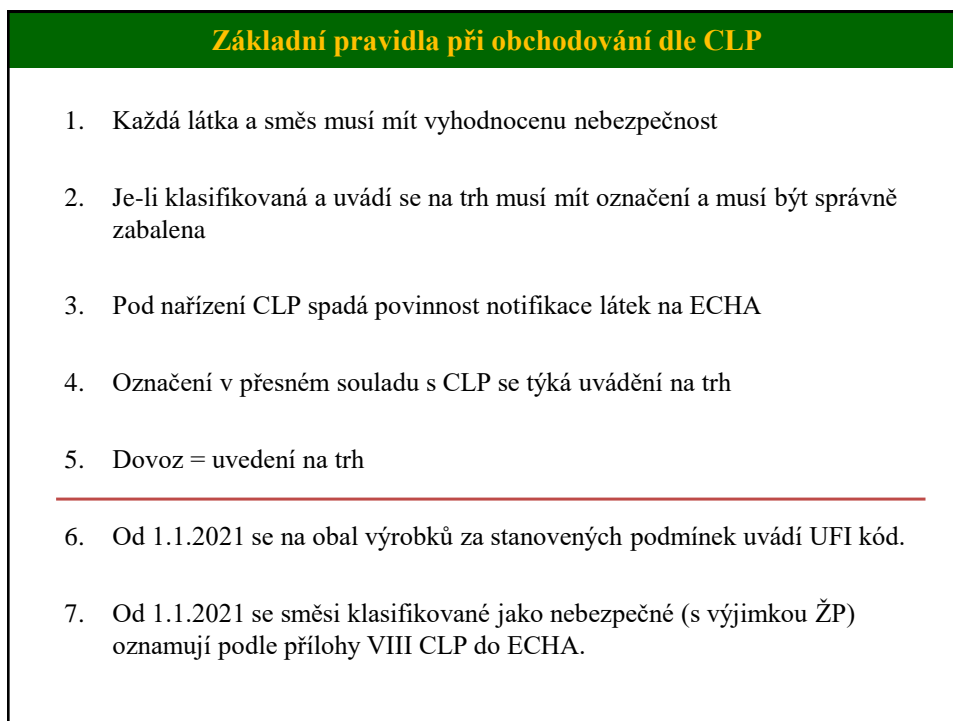 Základní pravidla při obchodování dle CLP
1. Každá látka a směs musí mít vyhodnocenu nebezpečnost
2. Je-li klasifikovaná a uvádí se na trh musí mít označení a musí být správně
zabalena
3. Pod nařízení CLP spadá povinnost notifikace látek na ECHA
4. Označení v přesném souladu s CLP se týká uvádění na trh
5. Dovoz = uvedení na trh
6. Od 1.1.2021 se na obal výrobků za stanovených podmínek uvádí UFI kód.
7. Od 1.1.2021 se směsi klasifikované jako nebezpečné (s výjimkou ŽP)
oznamují podle přílohy VIII CLP do ECHA.